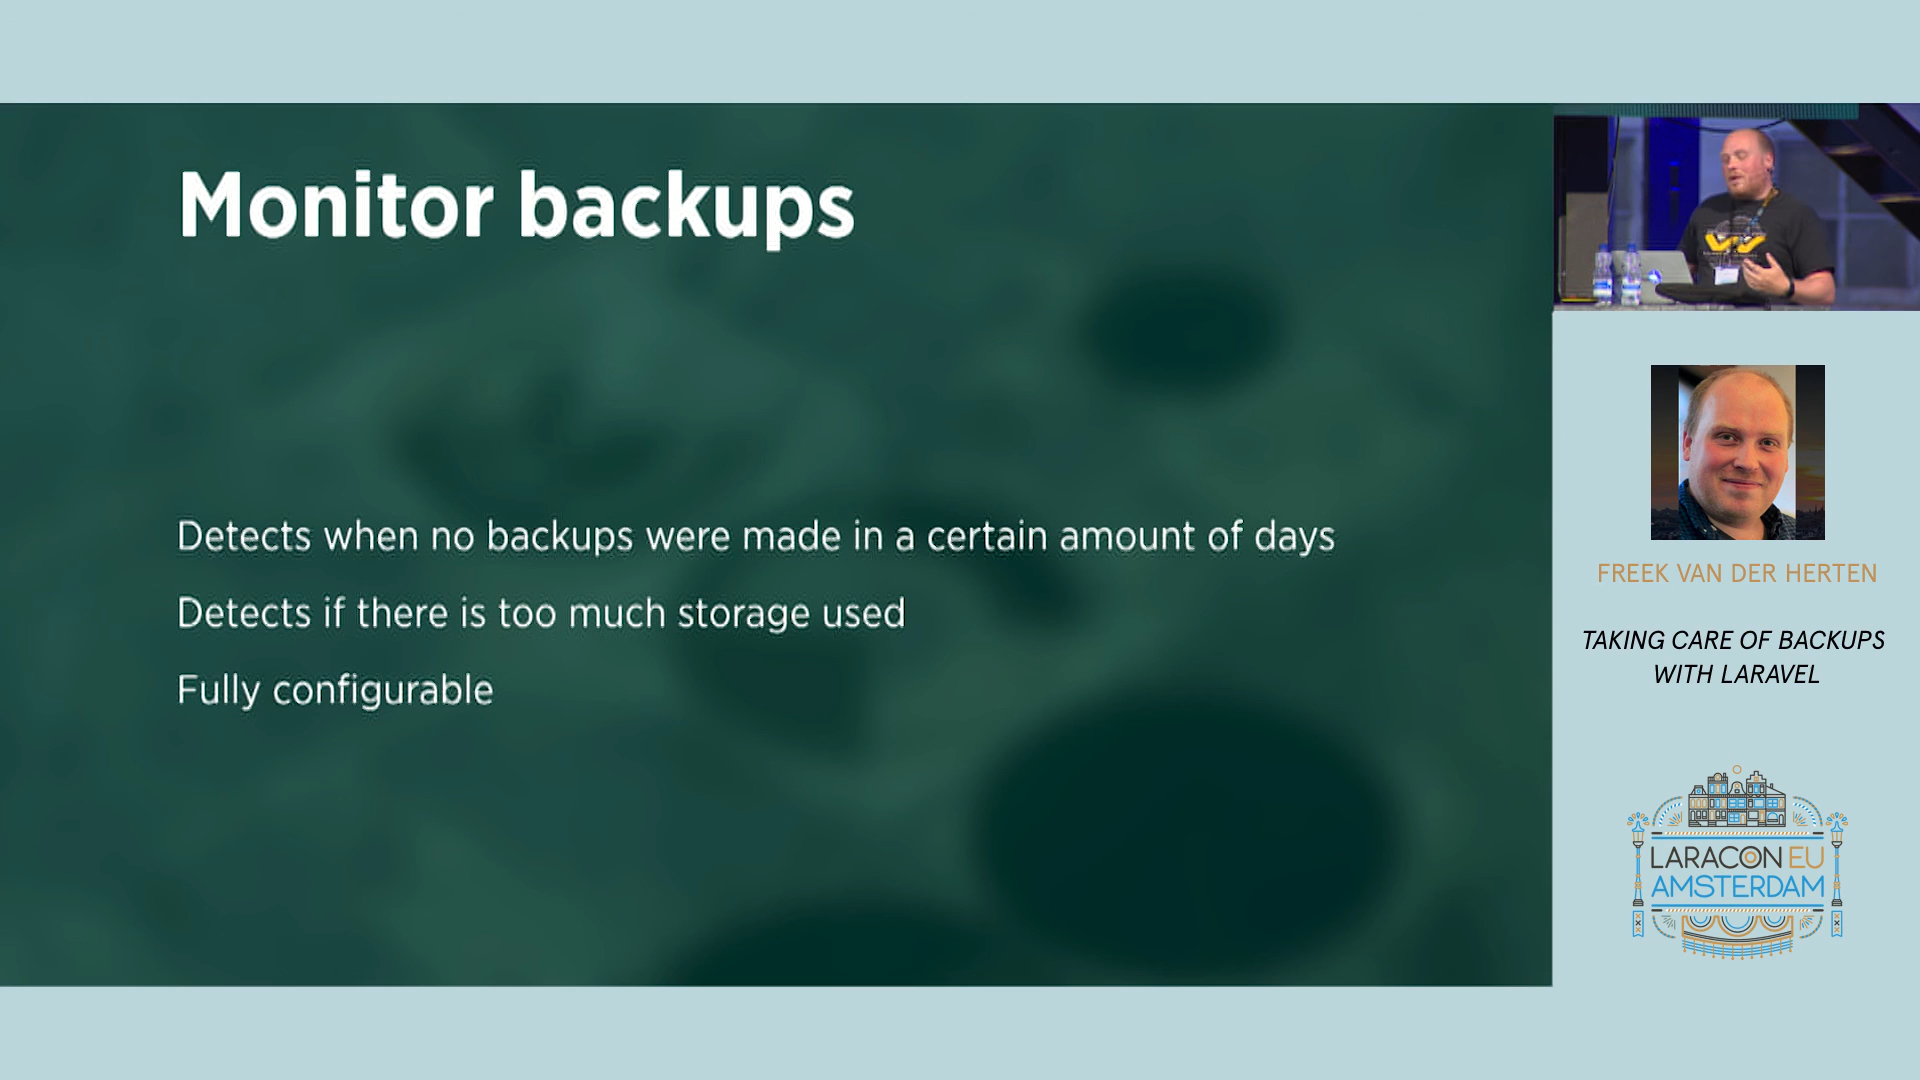 Monitor backups
Detects when no backups were made in a certain amount of days
Detects if there is too much storage used
Fully configurable
FREEK VAN DER HERTEN
TAKING CARE OF BACKUPS
WITH LARAVEL
LARACON EU
AMSTERDAM